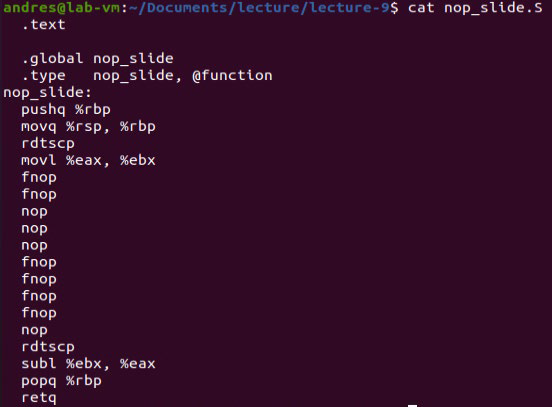 andres@lab-vm:~/Documents/lecture/lecture-9$ cat nop_slide.S
.text
.global nop_slide
.type nop_slide, @function
nop_slide:
pushq %rbp
movq %rsp, %rbp
rdtscp
movl %eax, %ebx
fnop
fnop
nop
nop
nop
fnop
fnop
fnop
fnop
nop
rdtscp
subl %ebx, %eax
popq %rbp
retq